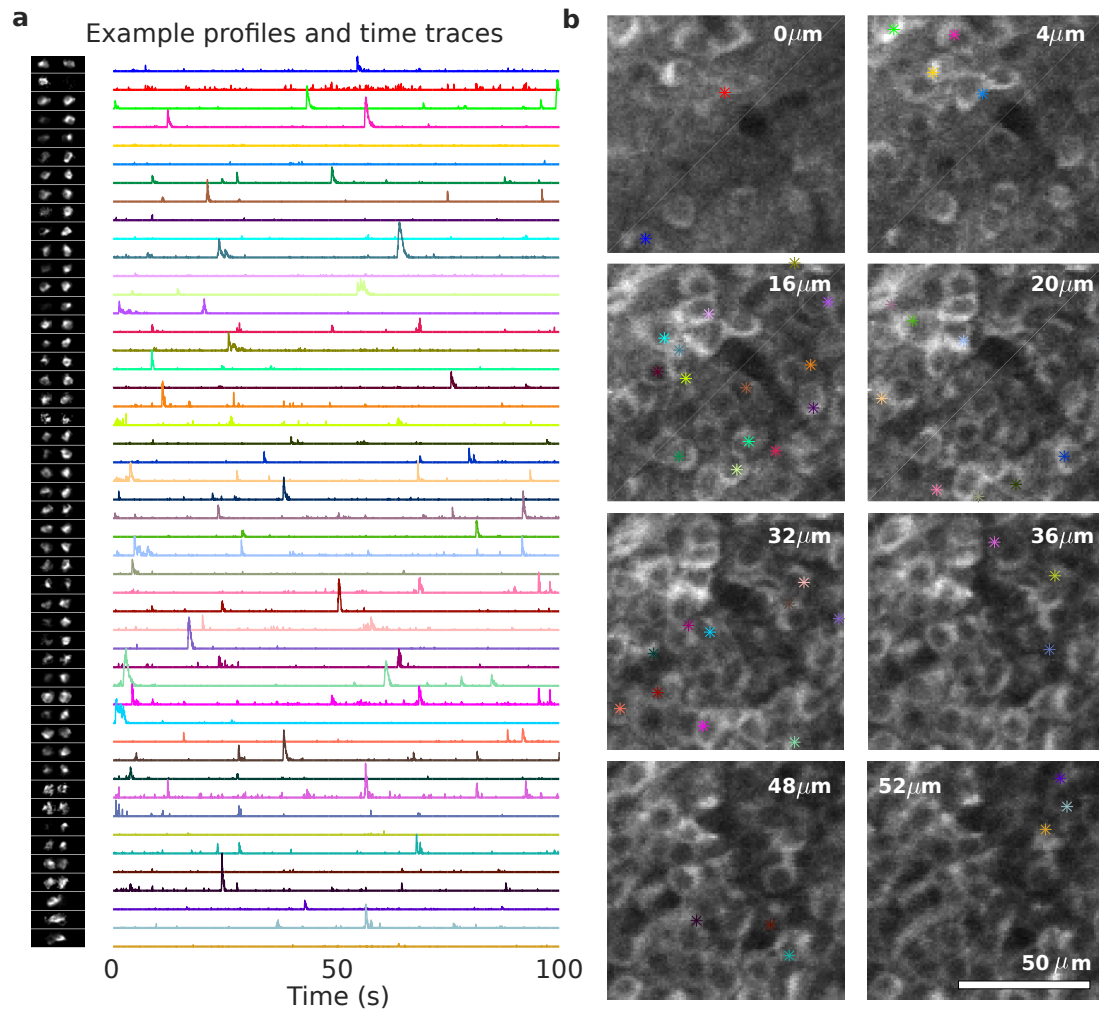 a
Example profiles and time traces
0
50
100
Time (s)
b
0μm
4μm
16μm
20μm
32μm
36μm
48μm
52μm
50 μm